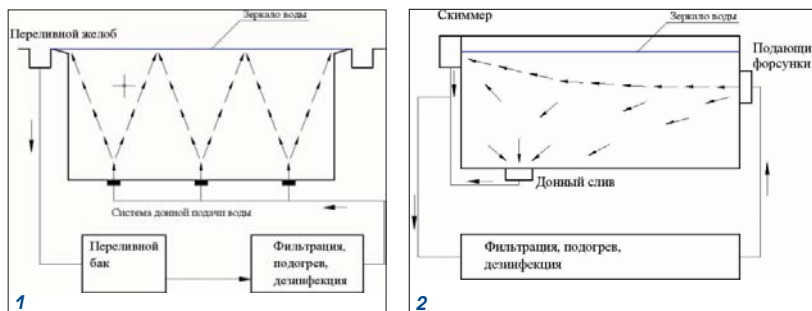 Зеркало воды
Переливной желоб
Система донной подачи воды
Переливной
бак
Фильтрация,
подогрев,
дезинфекция
1
Скиммер
Зеркало воды
Подающи
форсунки
Донный слив
Фильтрация, подогрев,
дезинфекция
2